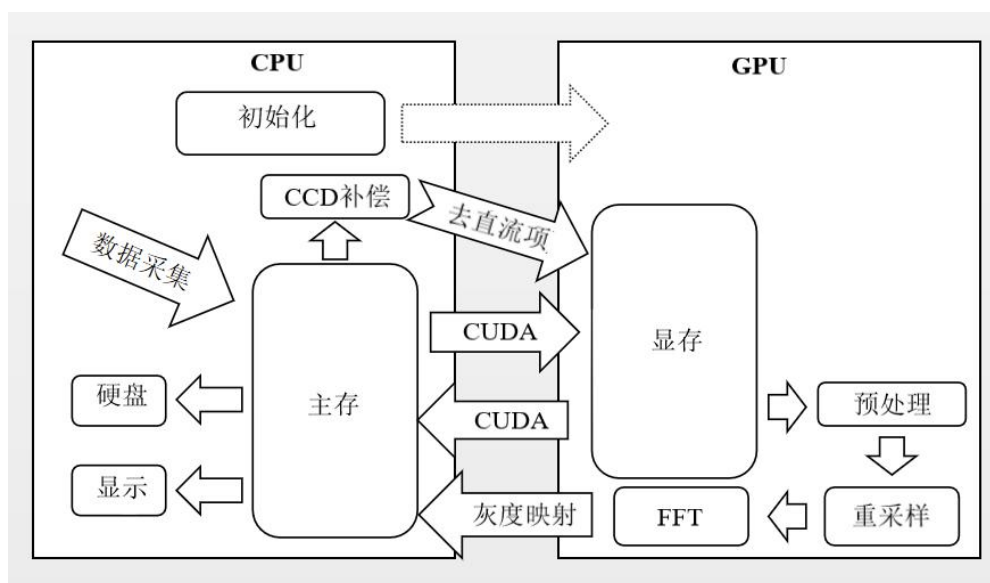 CPU
GPU
初始化
CCD补偿
去直流项
数据采集
CUDA
显存
硬盘
主存
CUDA
预处理
显示
灰度映射
FFT
重采样